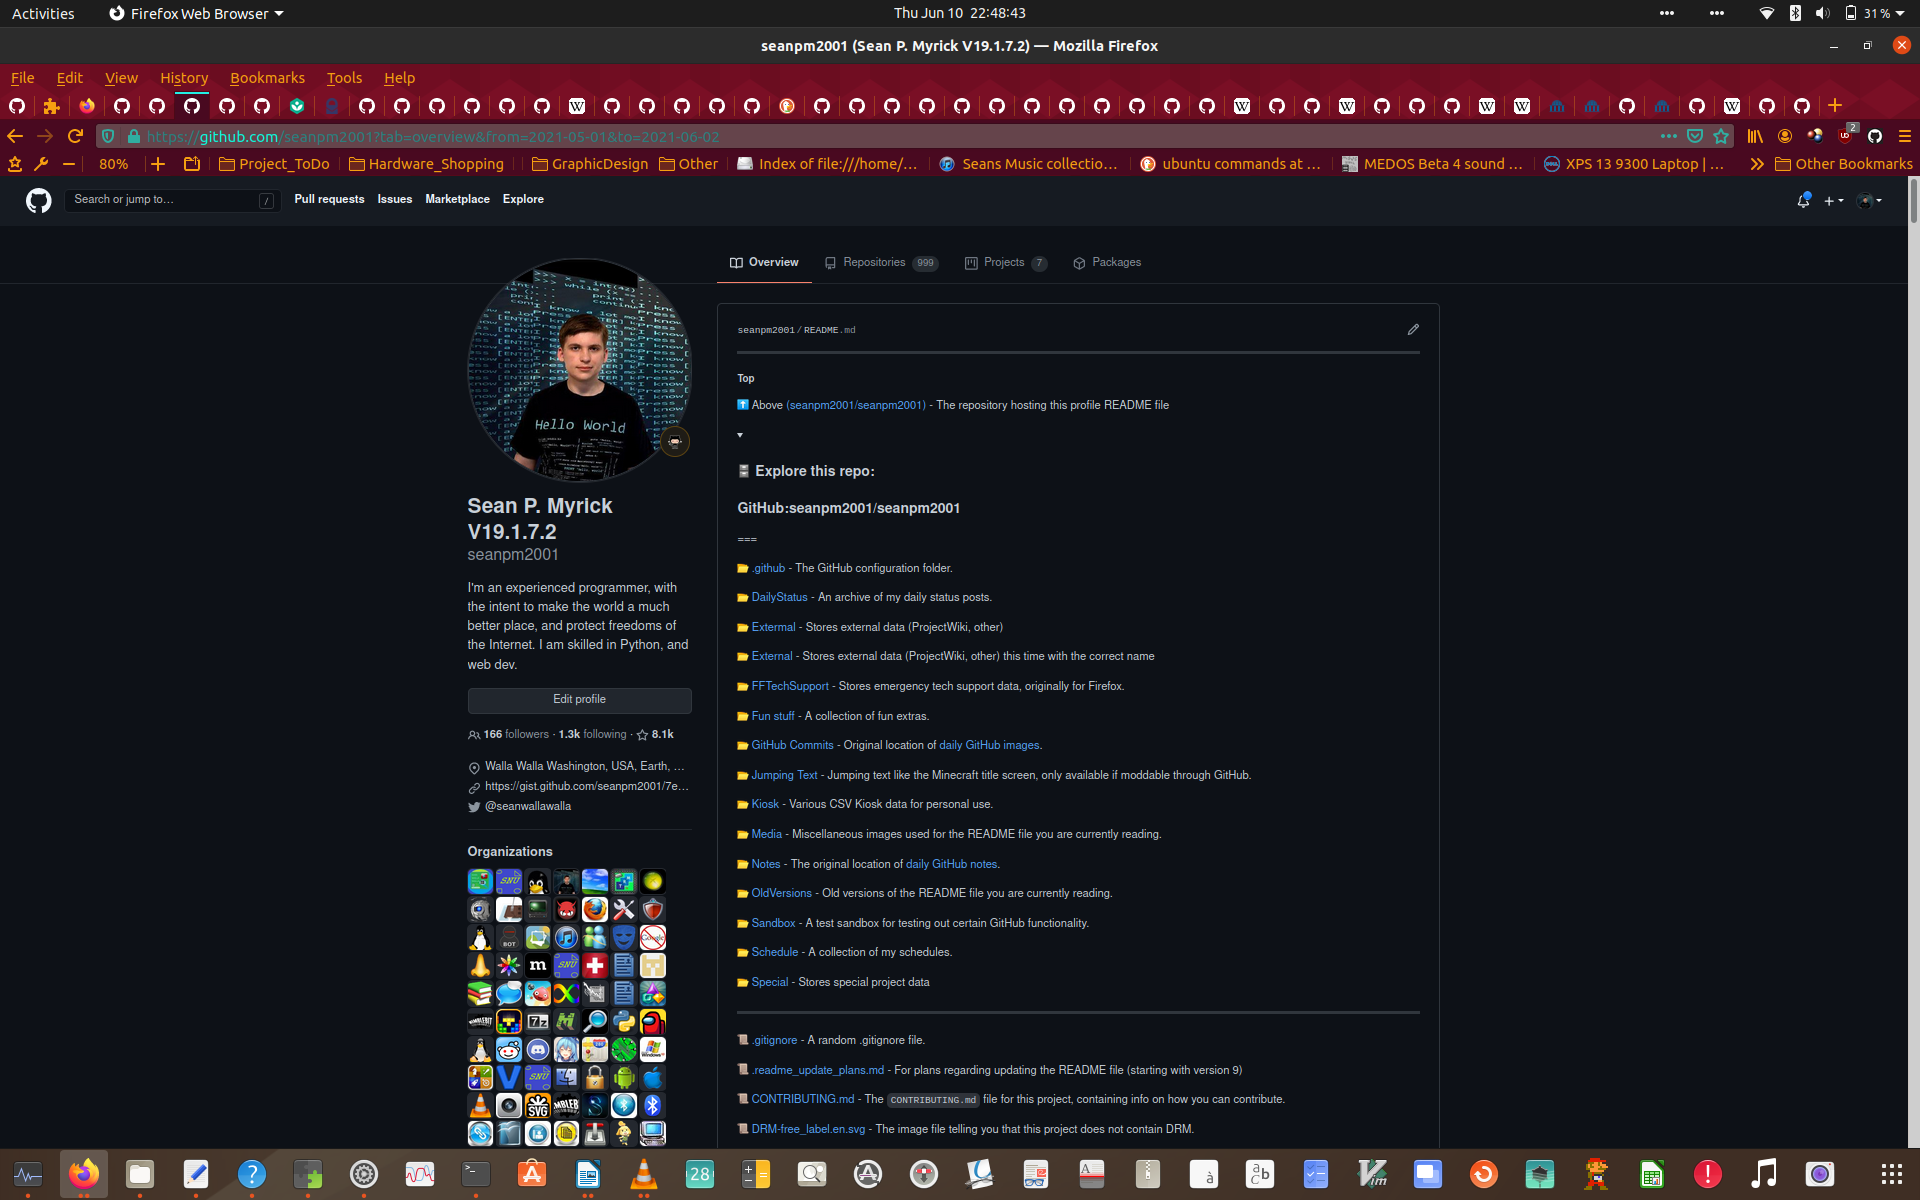 Activities
Firefox Web Browser
Thu Jun 10 22:48:43
31 %
seanpm2001 (Sean P. Myrick V19.1.7.2) — Mozilla Firefox
File Edit View History Bookmarks Tools Help
https://github.com/seanpm2001?tab=overview&from=2021-05-01&to=2021-06-02
2
80%
Project_ToDo
Hardware_Shopping
GraphicDesign
Other
Index of file:///home/...
Seans Music collectio...
ubuntu commands at ...
MEDOS Beta 4 sound ...
XPS 13 9300 Laptop | ...
Other Bookmarks
Search or jump to...
/
Pull requests Issues Marketplace Explore
Overview
Repositories 999
Projects 7
Packages
Hello World
Sean P. Myrick
V19.1.7.2
seanpm2001
I'm an experienced programmer, with
the intent to make the world a much
better place, and protect freedoms of
the Internet. I am skilled in Python, and
web dev.
Edit profile
166 followers · 1.3k following · 8.1k
Walla Walla Washington, USA, Earth, ...
https://gist.github.com/seanpm2001/7e...
@seanwallawalla
Organizations
seanpm2001/README.md
Top
Above (seanpm2001/seanpm2001) - The repository hosting this profile README file
Explore this repo:
GitHub:seanpm2001/seanpm2001
===
.github - The GitHub configuration folder.
DailyStatus - An archive of my daily status posts.
Extermal - Stores external data (ProjectWiki, other)
External - Stores external data (ProjectWiki, other) this time with the correct name
FFTechSupport - Stores emergency tech support data, originally for Firefox.
Fun stuff - A collection of fun extras.
GitHub Commits - Original location of daily GitHub images.
Jumping Text - Jumping text like the Minecraft title screen, only available if moddable through GitHub.
Kiosk - Various CSV Kiosk data for personal use.
Media - Miscellaneous images used for the README file you are currently reading.
Notes - The original location of daily GitHub notes.
OldVersions - Old versions of the README file you are currently reading.
Sandbox - A test sandbox for testing out certain GitHub functionality.
Schedule - A collection of my schedules.
Special - Stores special project data
.gitignore - A random .gitignore file.
.readme_update_plans.md - For plans regarding updating the README file (starting with version 9)
CONTRIBUTING.md - The CONTRIBUTING.md file for this project, containing info on how you can contribute.
DRM-free_label.en.svg - The image file telling you that this project does not contain DRM.
28